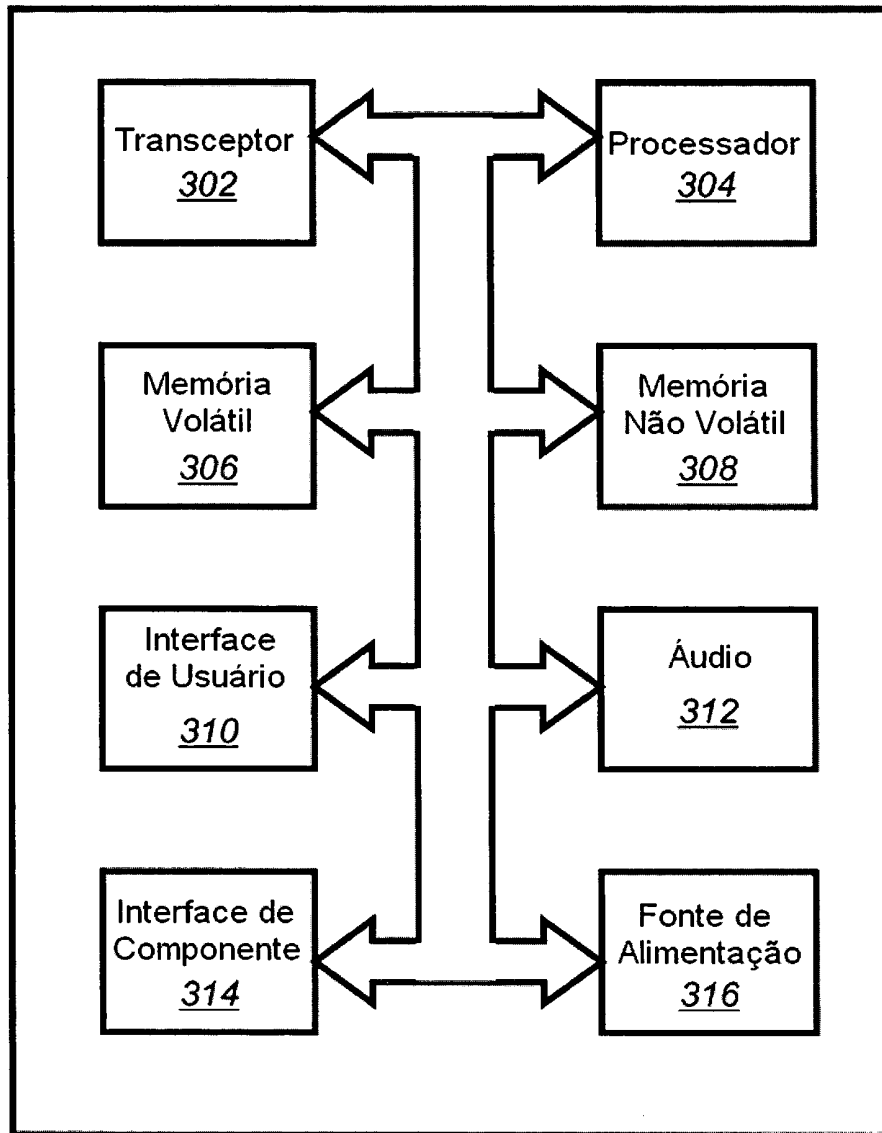 Transceptor
302
Processador
304
Memória
Volátil
306
Memória
Não Volátil
308
Interface
de Usuário
310
Áudio
312
Interface de
Componente
314
Fonte de
Alimentação
316